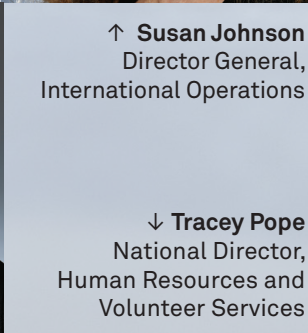 ↑ Susan Johnson
Director General,
International Operations
↓ Tracey Pope
National Director,
Human Resources and
Volunteer Services